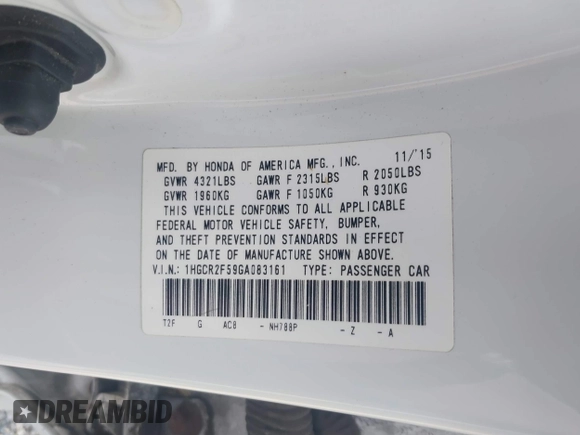 MFD. BY HONDA OF AMERICA MFG., INC. 11/'15
GVWR 4321LBS GAWR F 2315LBS R 2050LBS
GVWR 1960KG GAWR F 1050KG R 930KG
THIS VEHICLE CONFORMS TO ALL APPLICABLE
FEDERAL MOTOR VEHICLE SAFETY, BUMPER,
AND THEFT PREVENTION STANDARDS IN EFFECT
ON THE DATE OF MANUFACTURE SHOWN ABOVE.
V.I.N.: 1HGCR2F59GA083161 TYPE: PASSENGER CAR
T2F G AC8 - NH788P - Z - A
DREAMBID